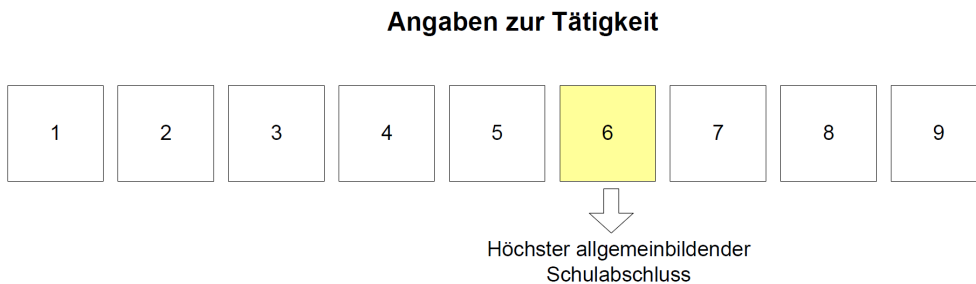 Angaben zur Tätigkeit
1 2 3 4 5 6 7 8 9
Höchster allgemeinbildender
Schulabschluss